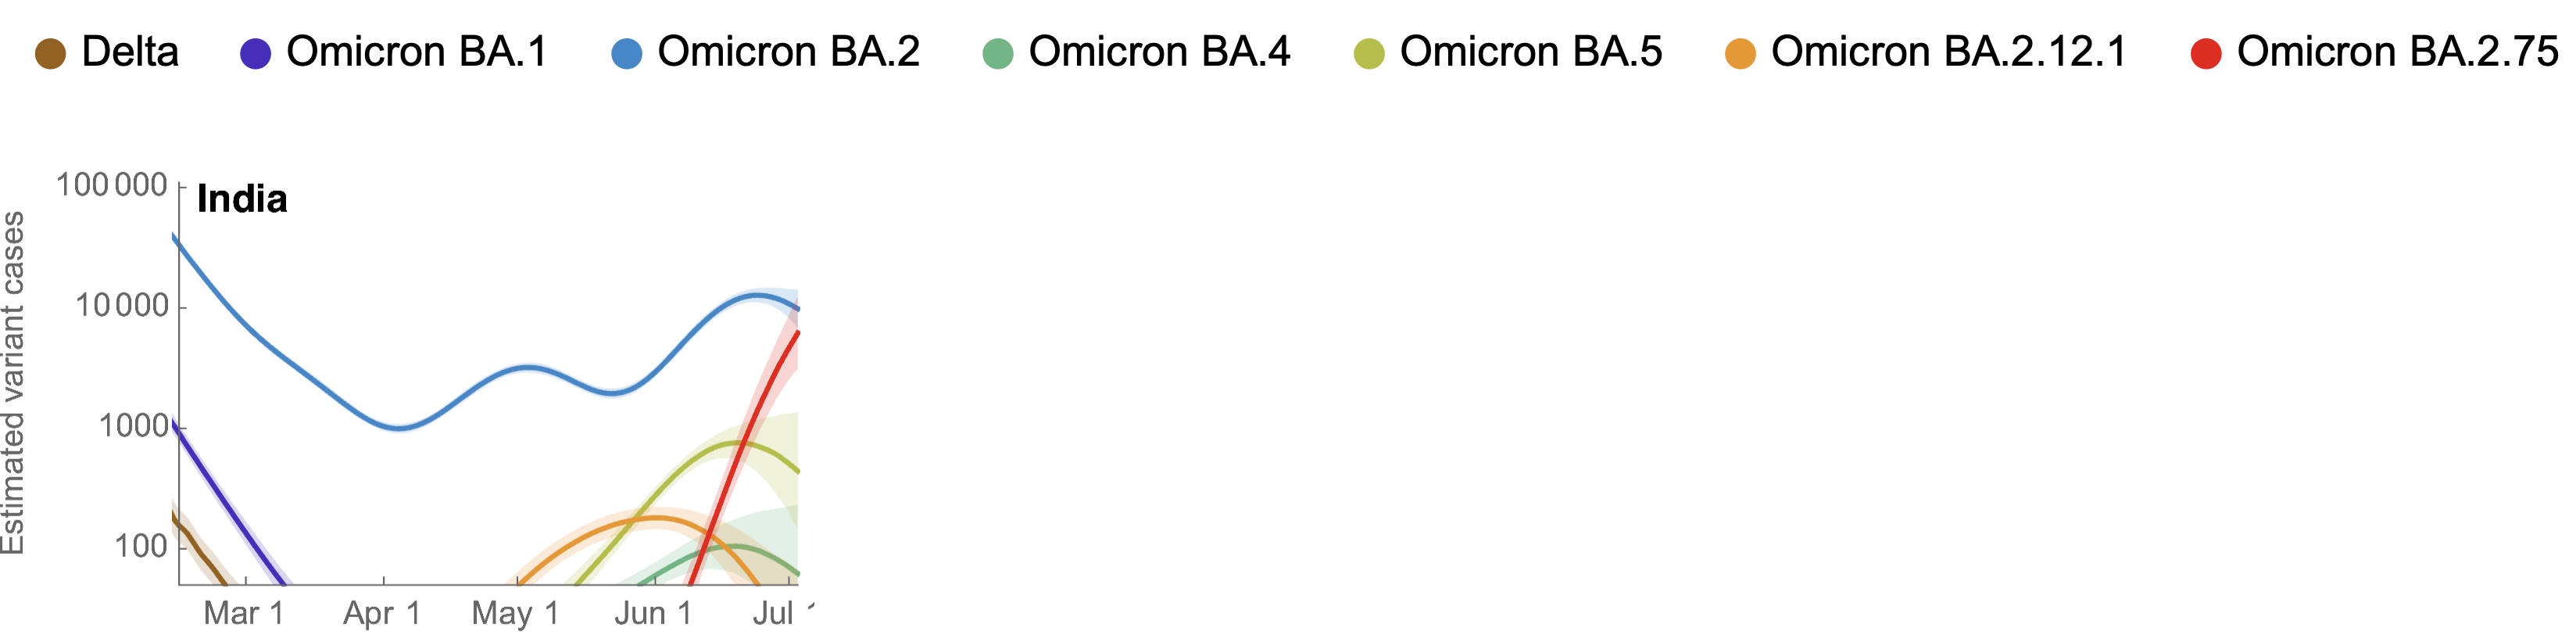 Delta Omicron BA.1 Omicron BA.2 Omicron BA.4 Omicron BA.5 Omicron BA.2.12.1 Omicron BA.2.75
India
Estimated variant cases
100 000
10 000
1000
100
Mar 1 Apr 1 May 1 Jun 1 Jul